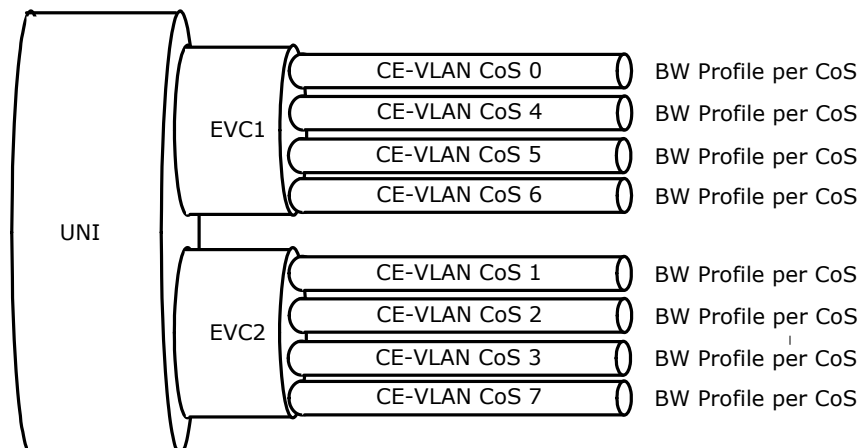 CE-VLAN CoS 0 BW Profile per CoS
CE-VLAN CoS 4 BW Profile per CoS
EVC1
CE-VLAN CoS 5 BW Profile per CoS
CE-VLAN CoS 6 BW Profile per CoS
UNI
CE-VLAN CoS 1 BW Profile per CoS
CE-VLAN CoS 2 BW Profile per CoS
EVC2
CE-VLAN CoS 3 BW Profile per CoS
CE-VLAN CoS 7 BW Profile per CoS